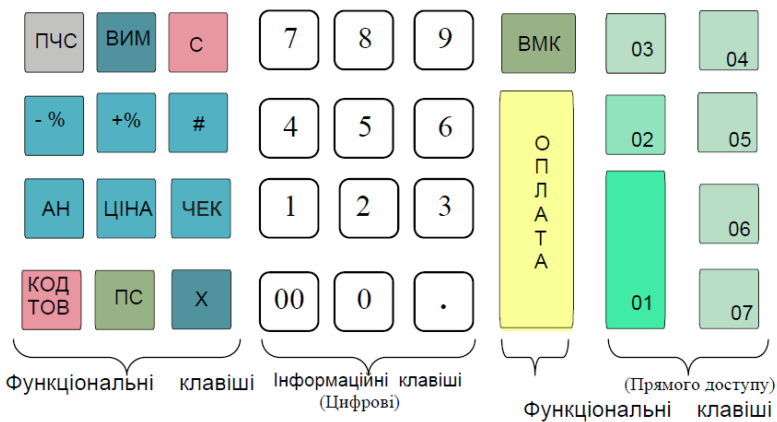 ПЧС ВИМ С 7 8 9 ВМК 03 04
- % +% # 4 5 6 ОПЛАТА 02 05
АН ЦІНА ЧЕК 1 2 3 06
КОД ТОВ ПС Х 00 0 . 01 07
Функціональні клавіші
Інформаційні клавіші
(Цифрові)
(Прямого доступу)
Функціональні клавіші